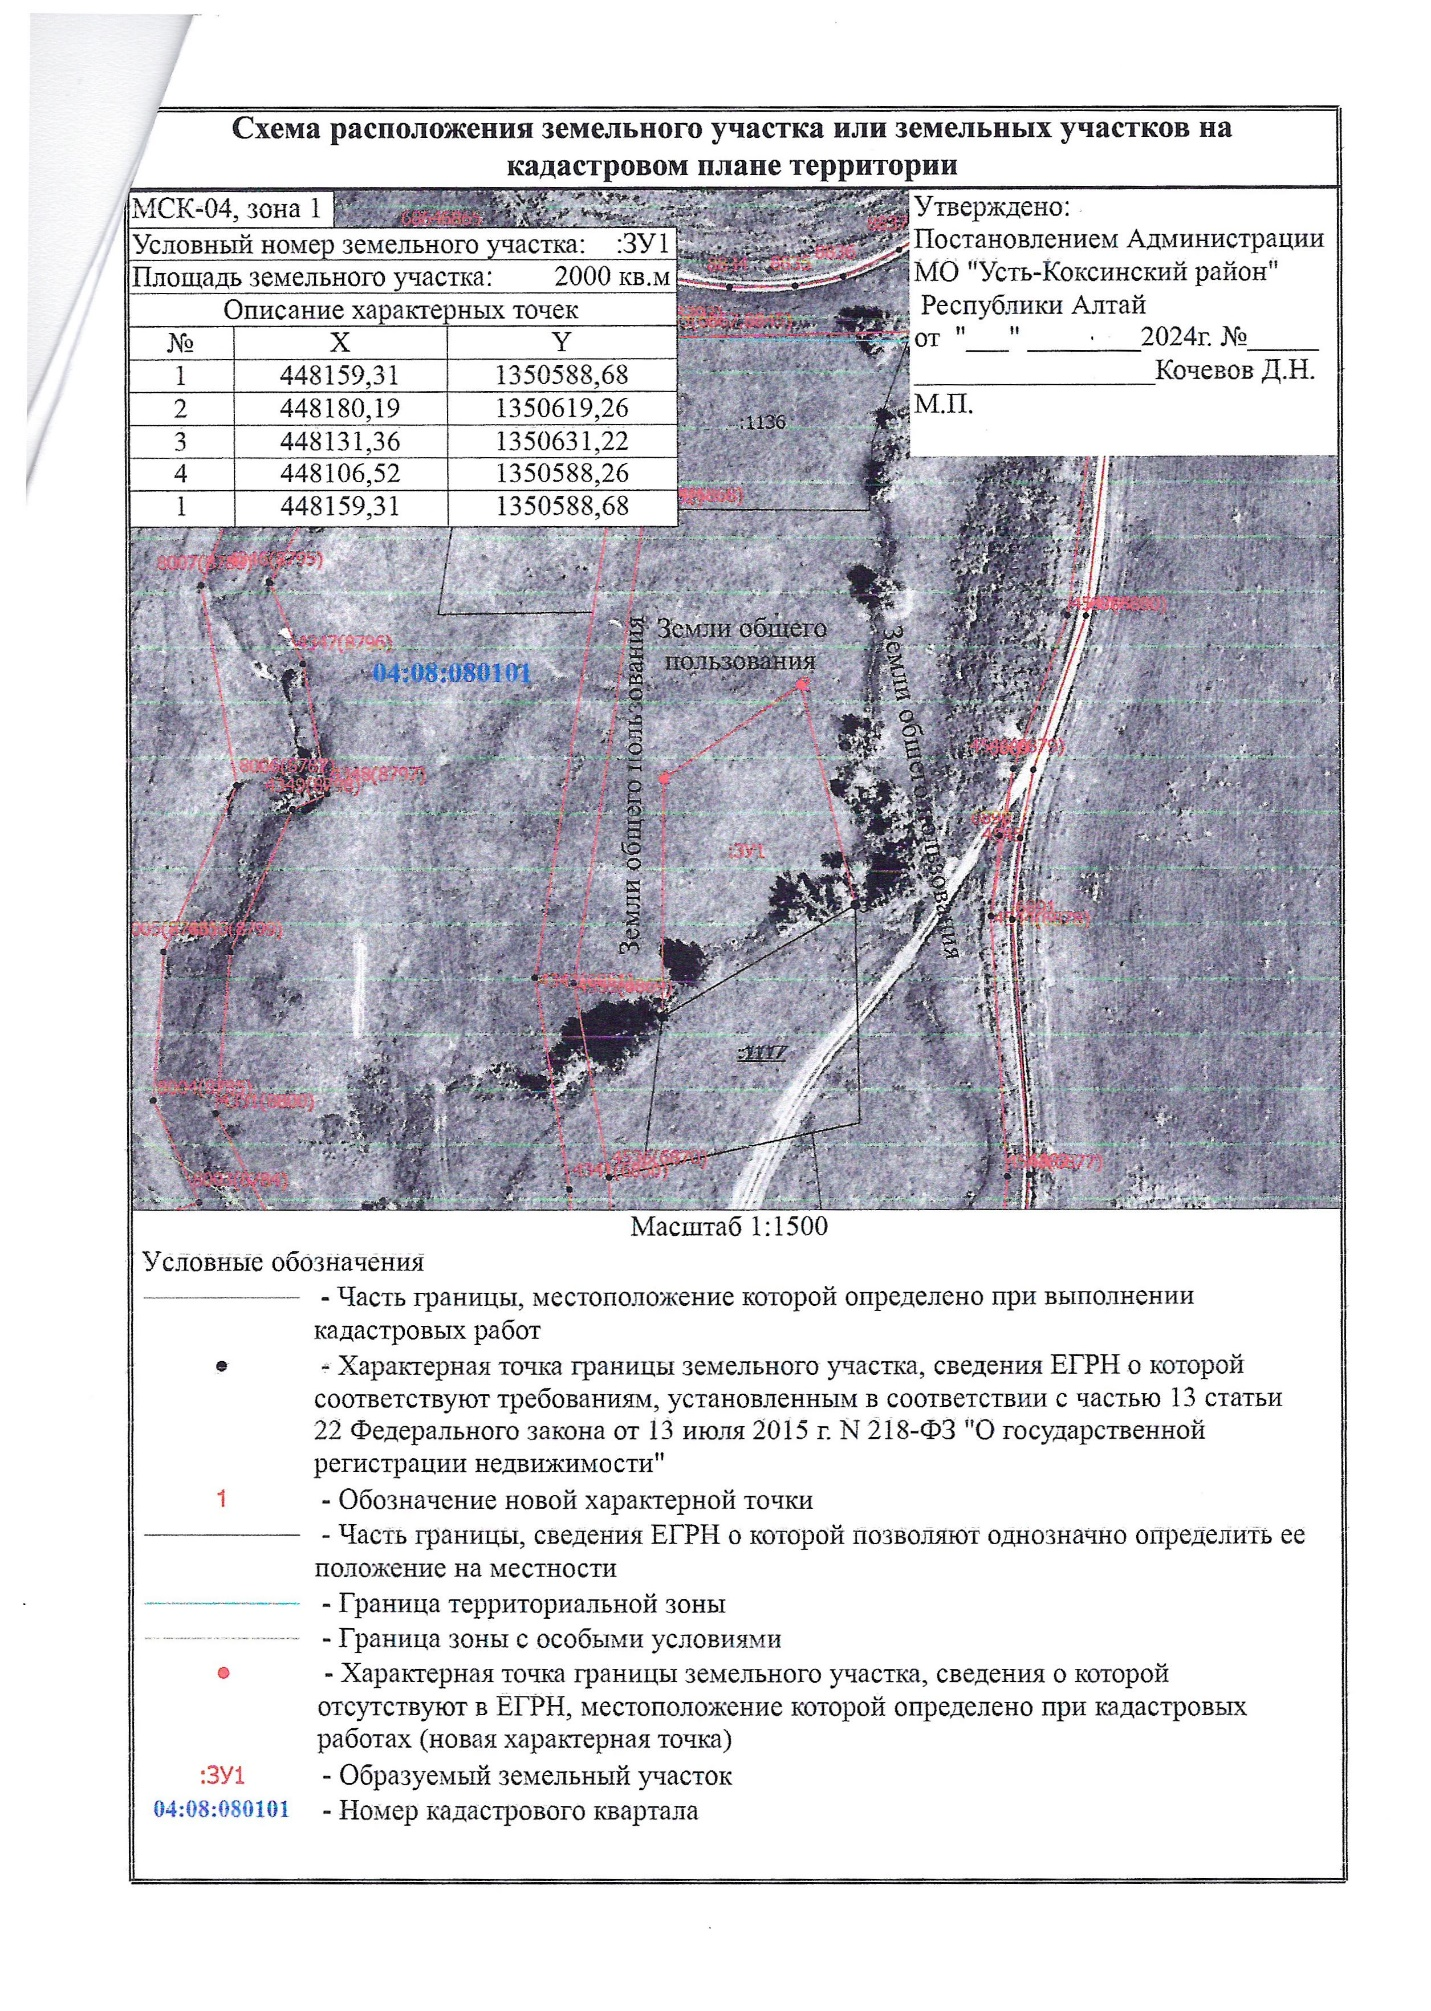 Схема расположения земельного участка или земельных участков на
кадастровом плане территории
МСК-04, зона 1
Условный номер земельного участка: :ЗУ1
Площадь земельного участка: 2000 кв.м
Описание характерных точек
№ X Y
1 448159,31 1350588,68
2 448180,19 1350619,26
3 448131,36 1350631,22
4 448106,52 1350588,26
1 448159,31 1350588,68
Утверждено:
Постановлением Администрации
МО "Усть-Коксинский район"
Республики Алтай
от "___" ________2024г. №_____
_________________Кочевов Д.Н.
М.П.
:1136
Земли общего
пользования
04:08:080101
Земли общего пользования
Земли общего пользования
:ЗУ1
:1117
Масштаб 1:1500
Условные обозначения
- Часть границы, местоположение которой определено при выполнении
кадастровых работ
- Характерная точка границы земельного участка, сведения ЕГРН о которой
соответствуют требованиям, установленным в соответствии с частью 13 статьи
22 Федерального закона от 13 июля 2015 г. N 218-ФЗ "О государственной
регистрации недвижимости"
1 - Обозначение новой характерной точки
- Часть границы, сведения ЕГРН о которой позволяют однозначно определить ее
положение на местности
- Граница территориальной зоны
- Граница зоны с особыми условиями
- Характерная точка границы земельного участка, сведения о которой
отсутствуют в ЕГРН, местоположение которой определено при кадастровых
работах (новая характерная точка)
:ЗУ1 - Образуемый земельный участок
04:08:080101 - Номер кадастрового квартала